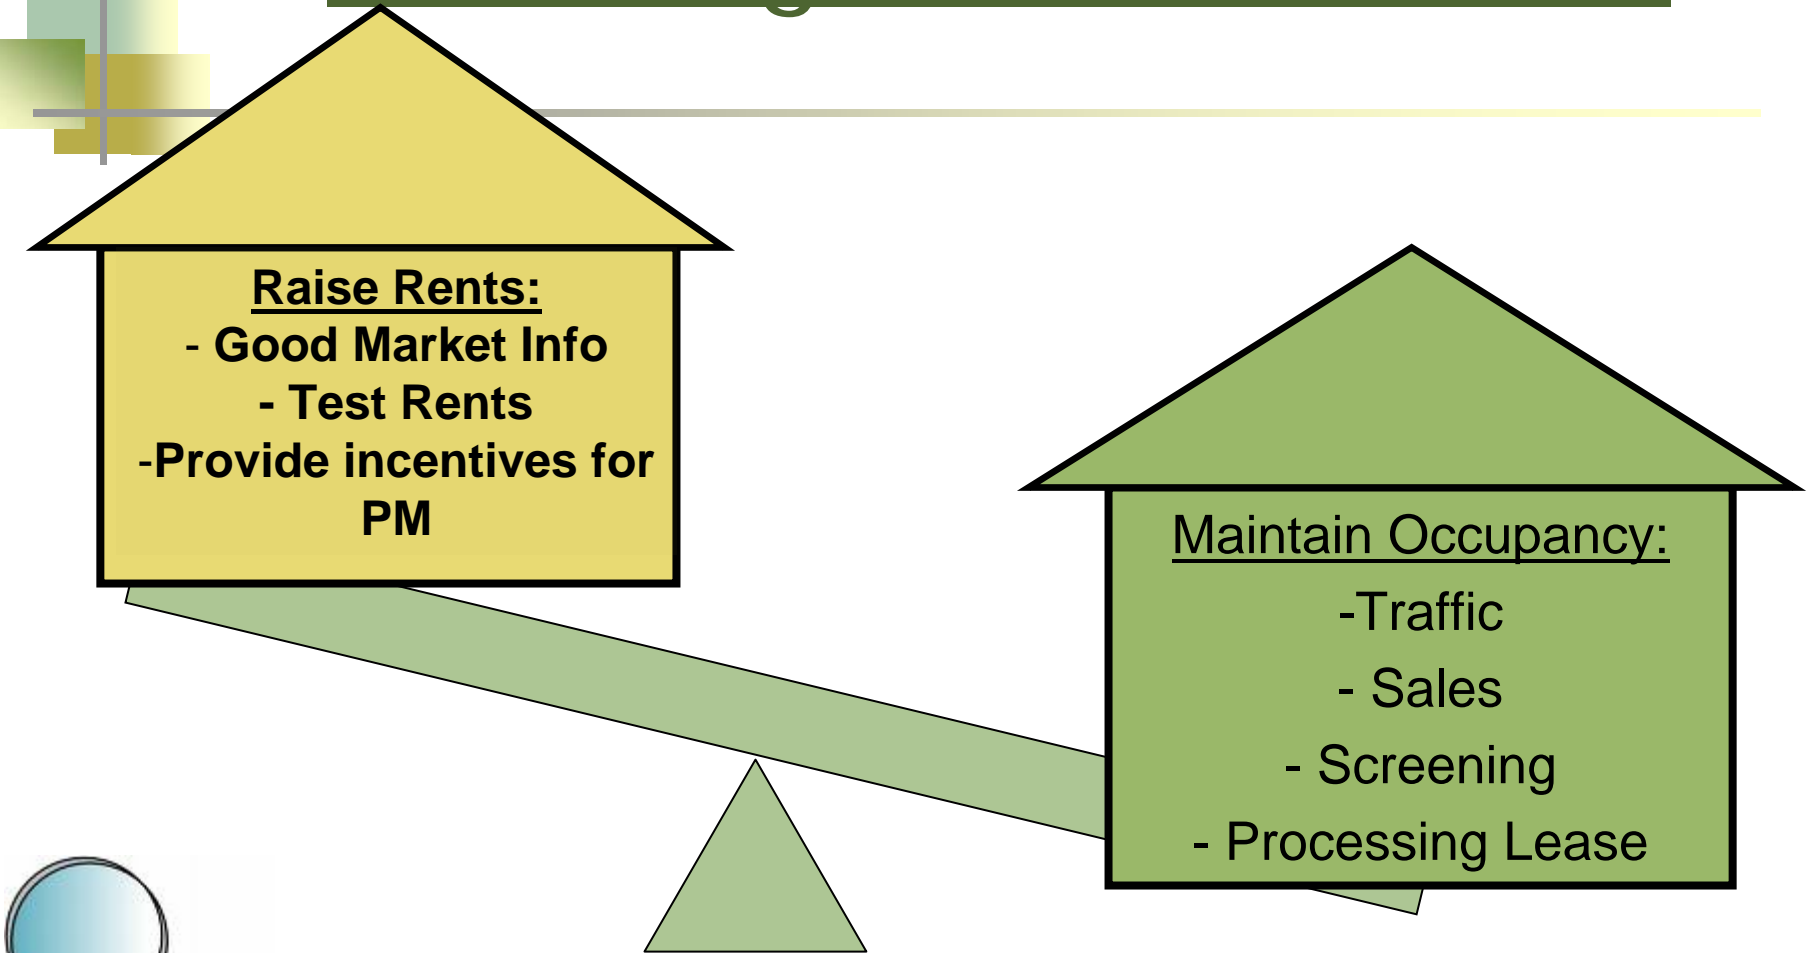 Raise Rents:
- Good Market Info
- Test Rents
-Provide incentives for
PM
Maintain Occupancy:
-Traffic
- Sales
- Screening
- Processing Lease